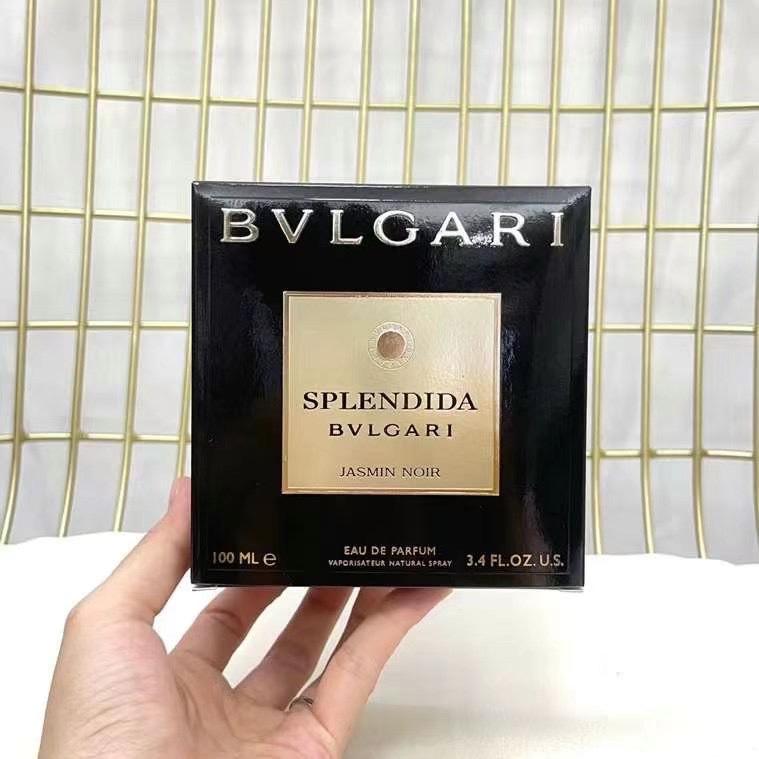 BVLGARI
SPLENDIDA
BVLGARI
JASMIN NOIR
100 ML e
EAU DE PARFUM
VAPORISATEUR NATURAL SPRAY
3.4 FL.OZ. U.S.